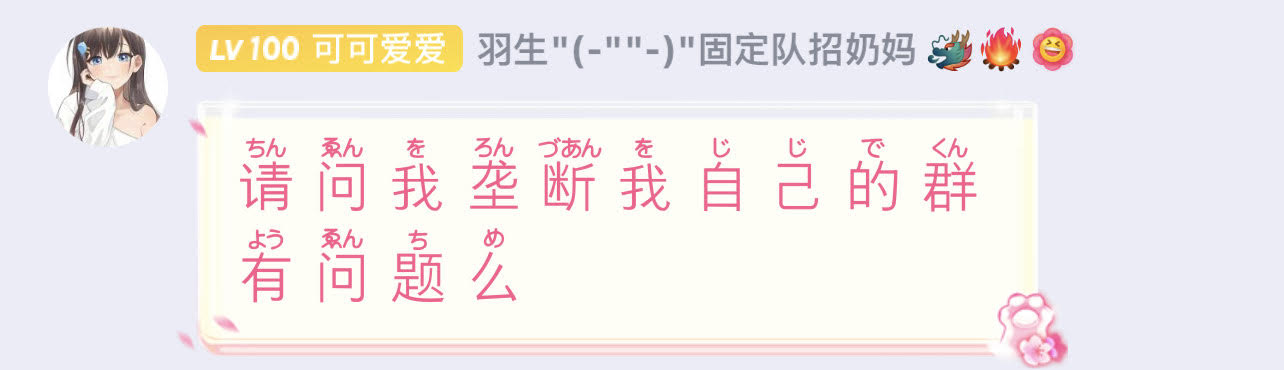 LV100 可可爱爱 羽生"(-""-)"固定队招奶妈 🐉🔥😆
ちん ゑん を ろん づあん を じ じ で くん
请问我垄断我自己的群
よう ゑん ち め
有问题么